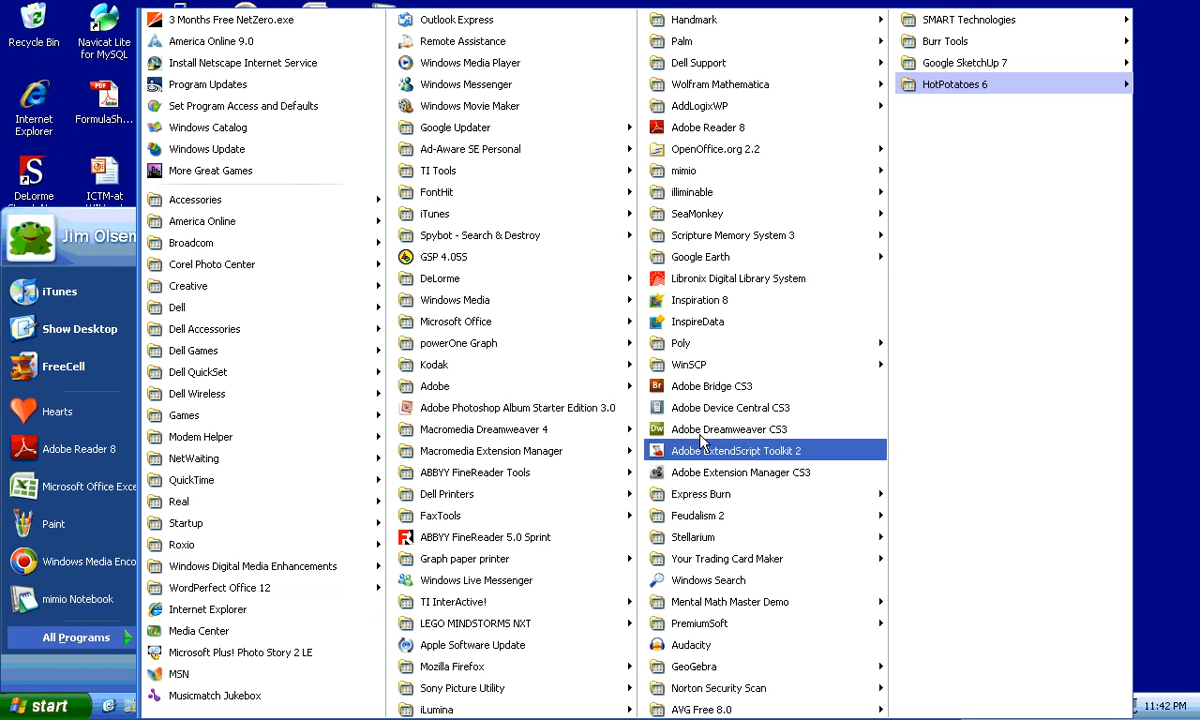 Recycle Bin
Navicat Lite
for MySQL
Internet
Explorer
FormulaSh...
DeLorme
ICTM-at
Jim Olsen
iTunes
Show Desktop
FreeCell
Hearts
Adobe Reader 8
Microsoft Office Exce
Paint
Windows Media Enco
mimio Notebook
All Programs
start
3 Months Free NetZero.exe
America Online 9.0
Install Netscape Internet Service
Program Updates
Set Program Access and Defaults
Windows Catalog
Windows Update
More Great Games
Accessories
America Online
Broadcom
Corel Photo Center
Creative
Dell
Dell Accessories
Dell Games
Dell QuickSet
Dell Wireless
Games
Modem Helper
NetWaiting
QuickTime
Real
Startup
Roxio
Windows Digital Media Enhancements
WordPerfect Office 12
Internet Explorer
Media Center
Microsoft Plus! Photo Story 2 LE
MSN
Musicmatch Jukebox
Outlook Express
Remote Assistance
Windows Media Player
Windows Messenger
Windows Movie Maker
Google Updater
Ad-Aware SE Personal
TI Tools
FontHit
iTunes
Spybot - Search & Destroy
GSP 4.05S
DeLorme
Windows Media
Microsoft Office
powerOne Graph
Kodak
Adobe
Adobe Photoshop Album Starter Edition 3.0
Macromedia Dreamweaver 4
Macromedia Extension Manager
ABBYY FineReader Tools
Dell Printers
FaxTools
ABBYY FineReader 5.0 Sprint
Graph paper printer
Windows Live Messenger
TI InterActive!
LEGO MINDSTORMS NXT
Apple Software Update
Mozilla Firefox
Sony Picture Utility
iLumina
Handmark
Palm
Dell Support
Wolfram Mathematica
AddLogixWP
Adobe Reader 8
OpenOffice.org 2.2
mimio
illiminable
SeaMonkey
Scripture Memory System 3
Google Earth
Libronix Digital Library System
Inspiration 8
InspireData
Poly
WinSCP
Adobe Bridge CS3
Adobe Device Central CS3
Adobe Dreamweaver CS3
Adobe ExtendScript Toolkit 2
Adobe Extension Manager CS3
Express Burn
Feudalism 2
Stellarium
Your Trading Card Maker
Windows Search
Mental Math Master Demo
PremiumSoft
Audacity
GeoGebra
Norton Security Scan
AVG Free 8.0
SMART Technologies
Burr Tools
Google SketchUp 7
HotPotatoes 6
11:42 PM